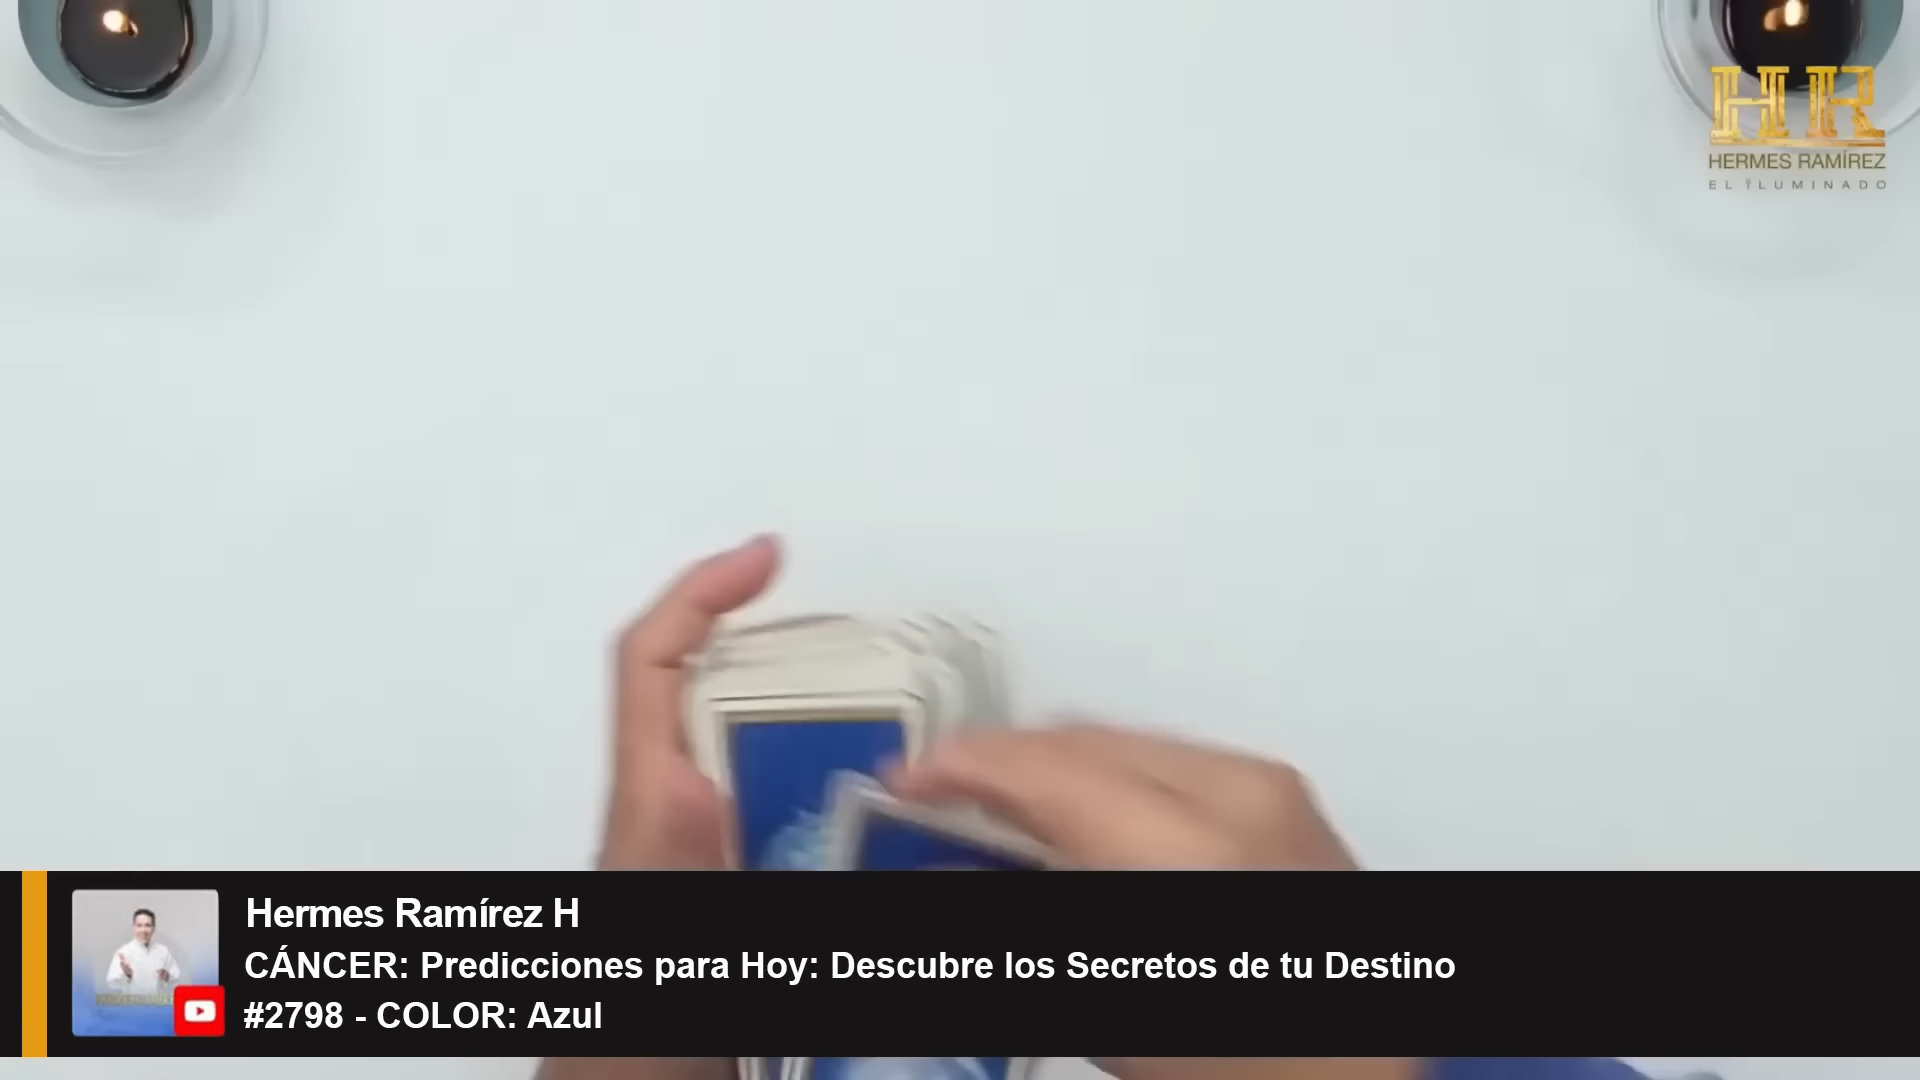 HR
HERMES RAMÍREZ
EL ILUMINADO
Hermes Ramírez H
CÁNCER: Predicciones para Hoy: Descubre los Secretos de tu Destino
#2798 - COLOR: Azul